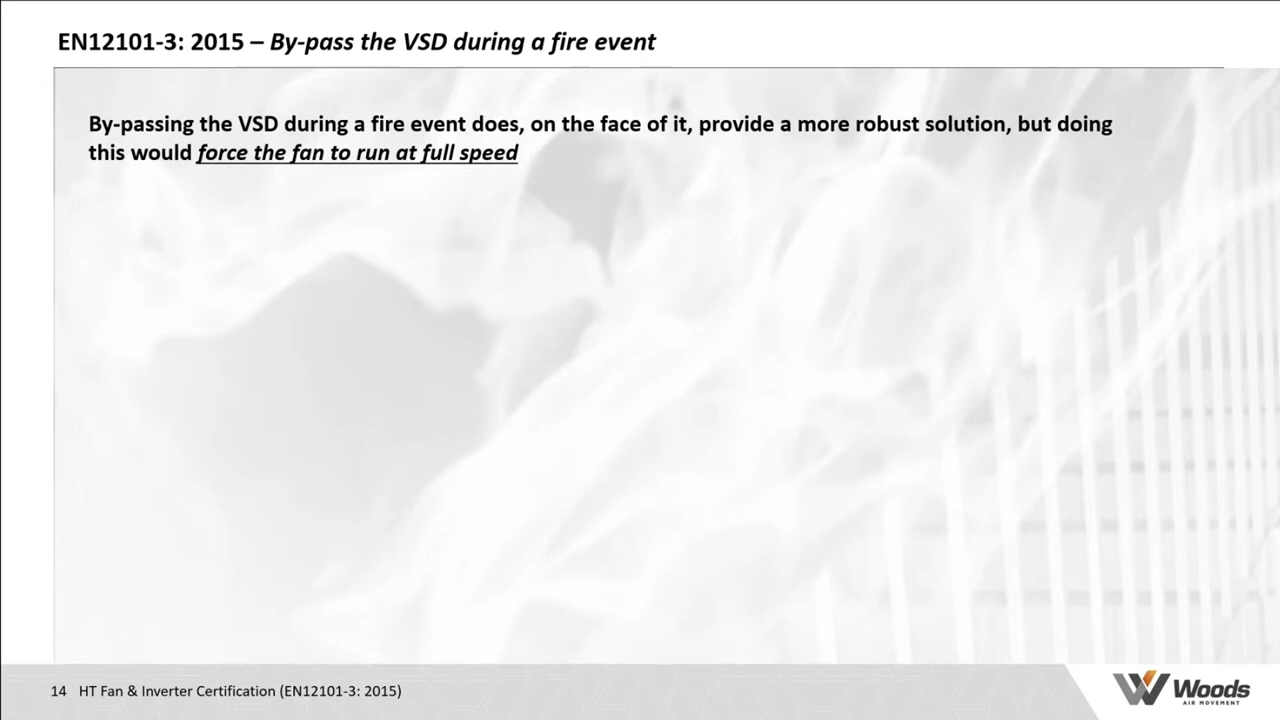 EN12101-3: 2015 – By-pass the VSD during a fire event
By-passing the VSD during a fire event does, on the face of it, provide a more robust solution, but doing
this would force the fan to run at full speed
14 HT Fan & Inverter Certification (EN12101-3: 2015)
Woods
AIR MOVEMENT